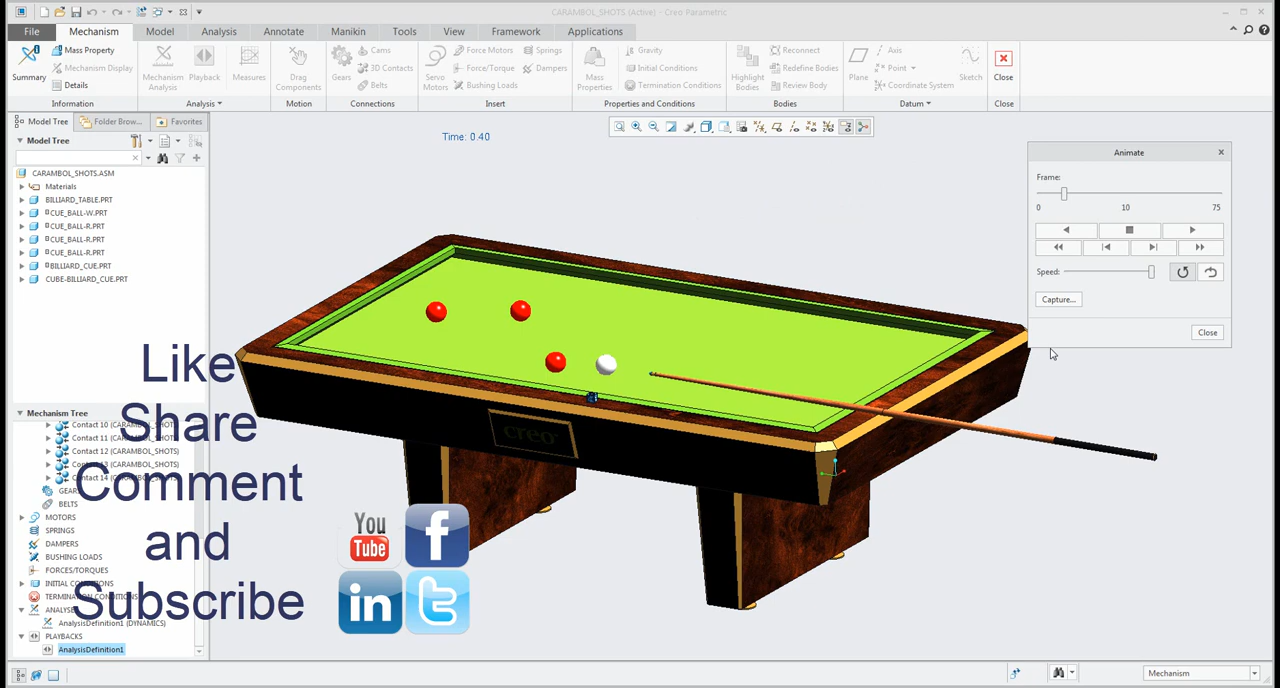 CARAMBOL_SHOTS (Active) - Creo Parametric
File Mechanism Model Analysis Annotate Manikin Tools View Framework Applications
Summary
Mass Property
Mechanism Display
Details
Information
Mechanism Analysis
Playback
Measures
Analysis
Drag Components
Motion
Gears
Cams
3D Contacts
Belts
Connections
Servo Motors
Force Motors
Force/Torque
Bushing Loads
Springs
Dampers
Insert
Mass Properties
Gravity
Initial Conditions
Termination Conditions
Properties and Conditions
Highlight Bodies
Reconnect
Redefine Bodies
Review Body
Bodies
Plane
Axis
Point
Coordinate System
Sketch
Datum
Close
Close
Model Tree
Folder Brow...
Favorites
Model Tree
CARAMBOL_SHOTS.ASM
Materials
BILLIARD_TABLE.PRT
CUE_BALL-W.PRT
CUE_BALL-R.PRT
CUE_BALL-R.PRT
CUE_BALL-R.PRT
BILLIARD_CUE.PRT
CUBE-BILLIARD_CUE.PRT
Mechanism Tree
Contact 10 (CARAMBOL_SHOTS)
Contact 11 (CARAMBOL_SHOTS)
Contact 12 (CARAMBOL_SHOTS)
Contact 13 (CARAMBOL_SHOTS)
Contact 14 (CARAMBOL_SHOTS)
GEARS
BELTS
MOTORS
SPRINGS
DAMPERS
BUSHING LOADS
FORCES/TORQUES
INITIAL CONDITIONS
TERMINATION CONDITIONS
ANALYSES
AnalysisDefinition1 (DYNAMICS)
PLAYBACKS
AnalysisDefinition1
Time: 0.40
creo
Like
Share
Comment
and
Subscribe
You
Tube
f
in
t
Animate
Frame:
0 10 75
Speed:
Capture...
Close
Mechanism